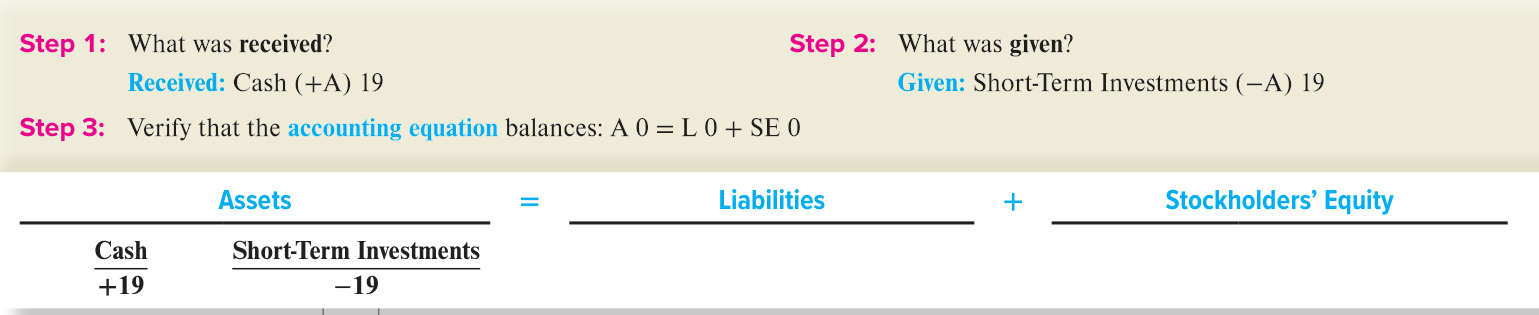 Step 1: What was received?
Received: Cash (+A) 19
Step 2: What was given?
Given: Short-Term Investments (−A) 19
Step 3: Verify that the accounting equation balances: A 0 = L 0 + SE 0
Assets = Liabilities + Stockholders’ Equity
Cash Short-Term Investments
+19 −19